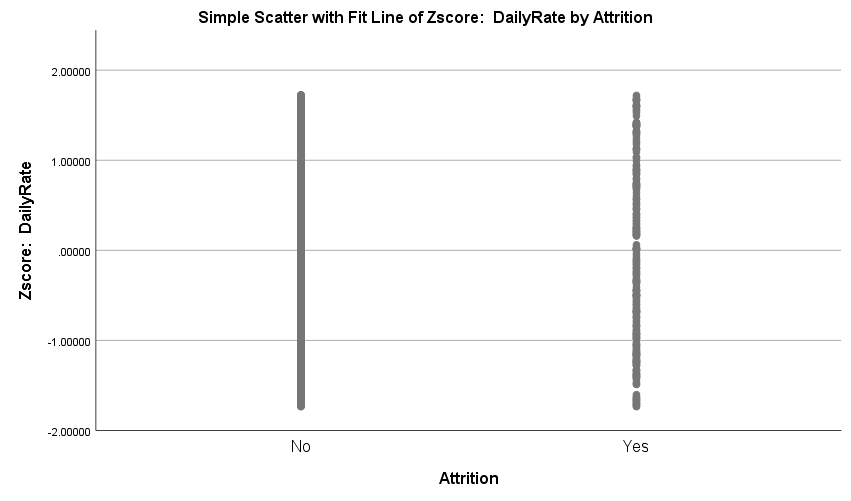 Simple Scatter with Fit Line of Zscore:  DailyRate by Attrition
Zscore:  DailyRate
2.00000
1.00000
.00000
-1.00000
-2.00000
No
Yes
Attrition